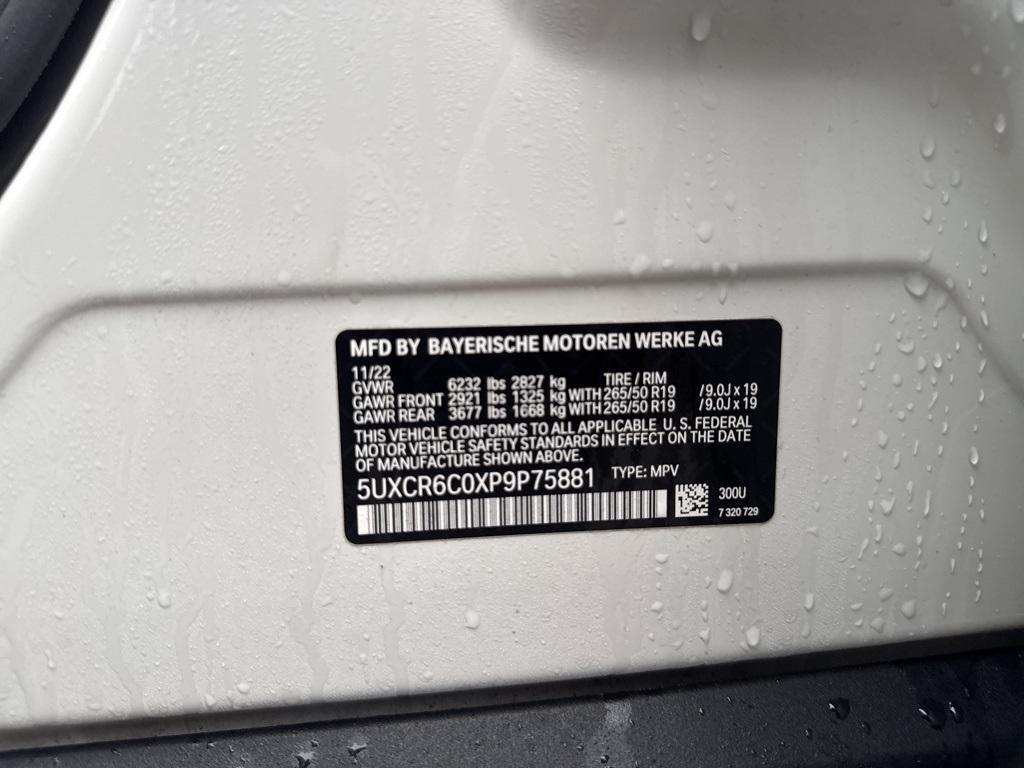 MFD BY BAYERISCHE MOTOREN WERKE AG
11/22
GVWR 6232 lbs 2827 kg TIRE / RIM
GAWR FRONT 2921 lbs 1325 kg WITH 265/50 R19 /9.0J x 19
GAWR REAR 3677 lbs 1668 kg WITH 265/50 R19 /9.0J x 19
THIS VEHICLE CONFORMS TO ALL APPLICABLE U. S. FEDERAL
MOTOR VEHICLE SAFETY STANDARDS IN EFFECT ON THE DATE
OF MANUFACTURE SHOWN ABOVE.
5UXCR6C0XP9P75881 TYPE: MPV
300U
7 320 729